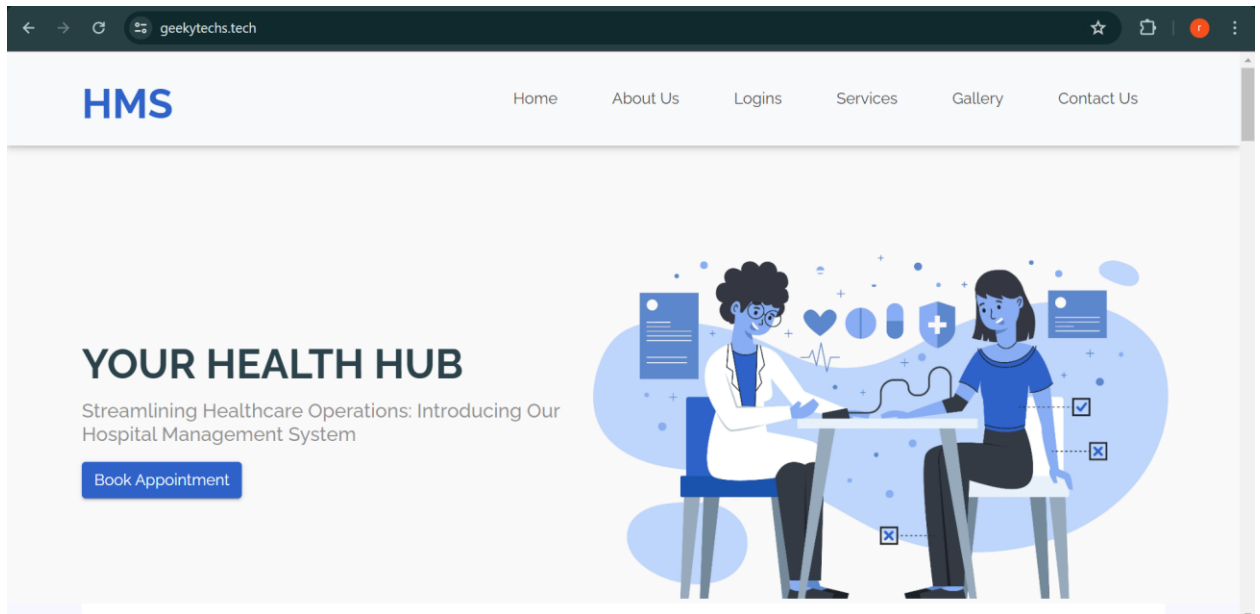 geekytechs.tech
r
HMS
Home About Us Logins Services Gallery Contact Us
YOUR HEALTH HUB
Streamlining Healthcare Operations: Introducing Our
Hospital Management System
Book Appointment